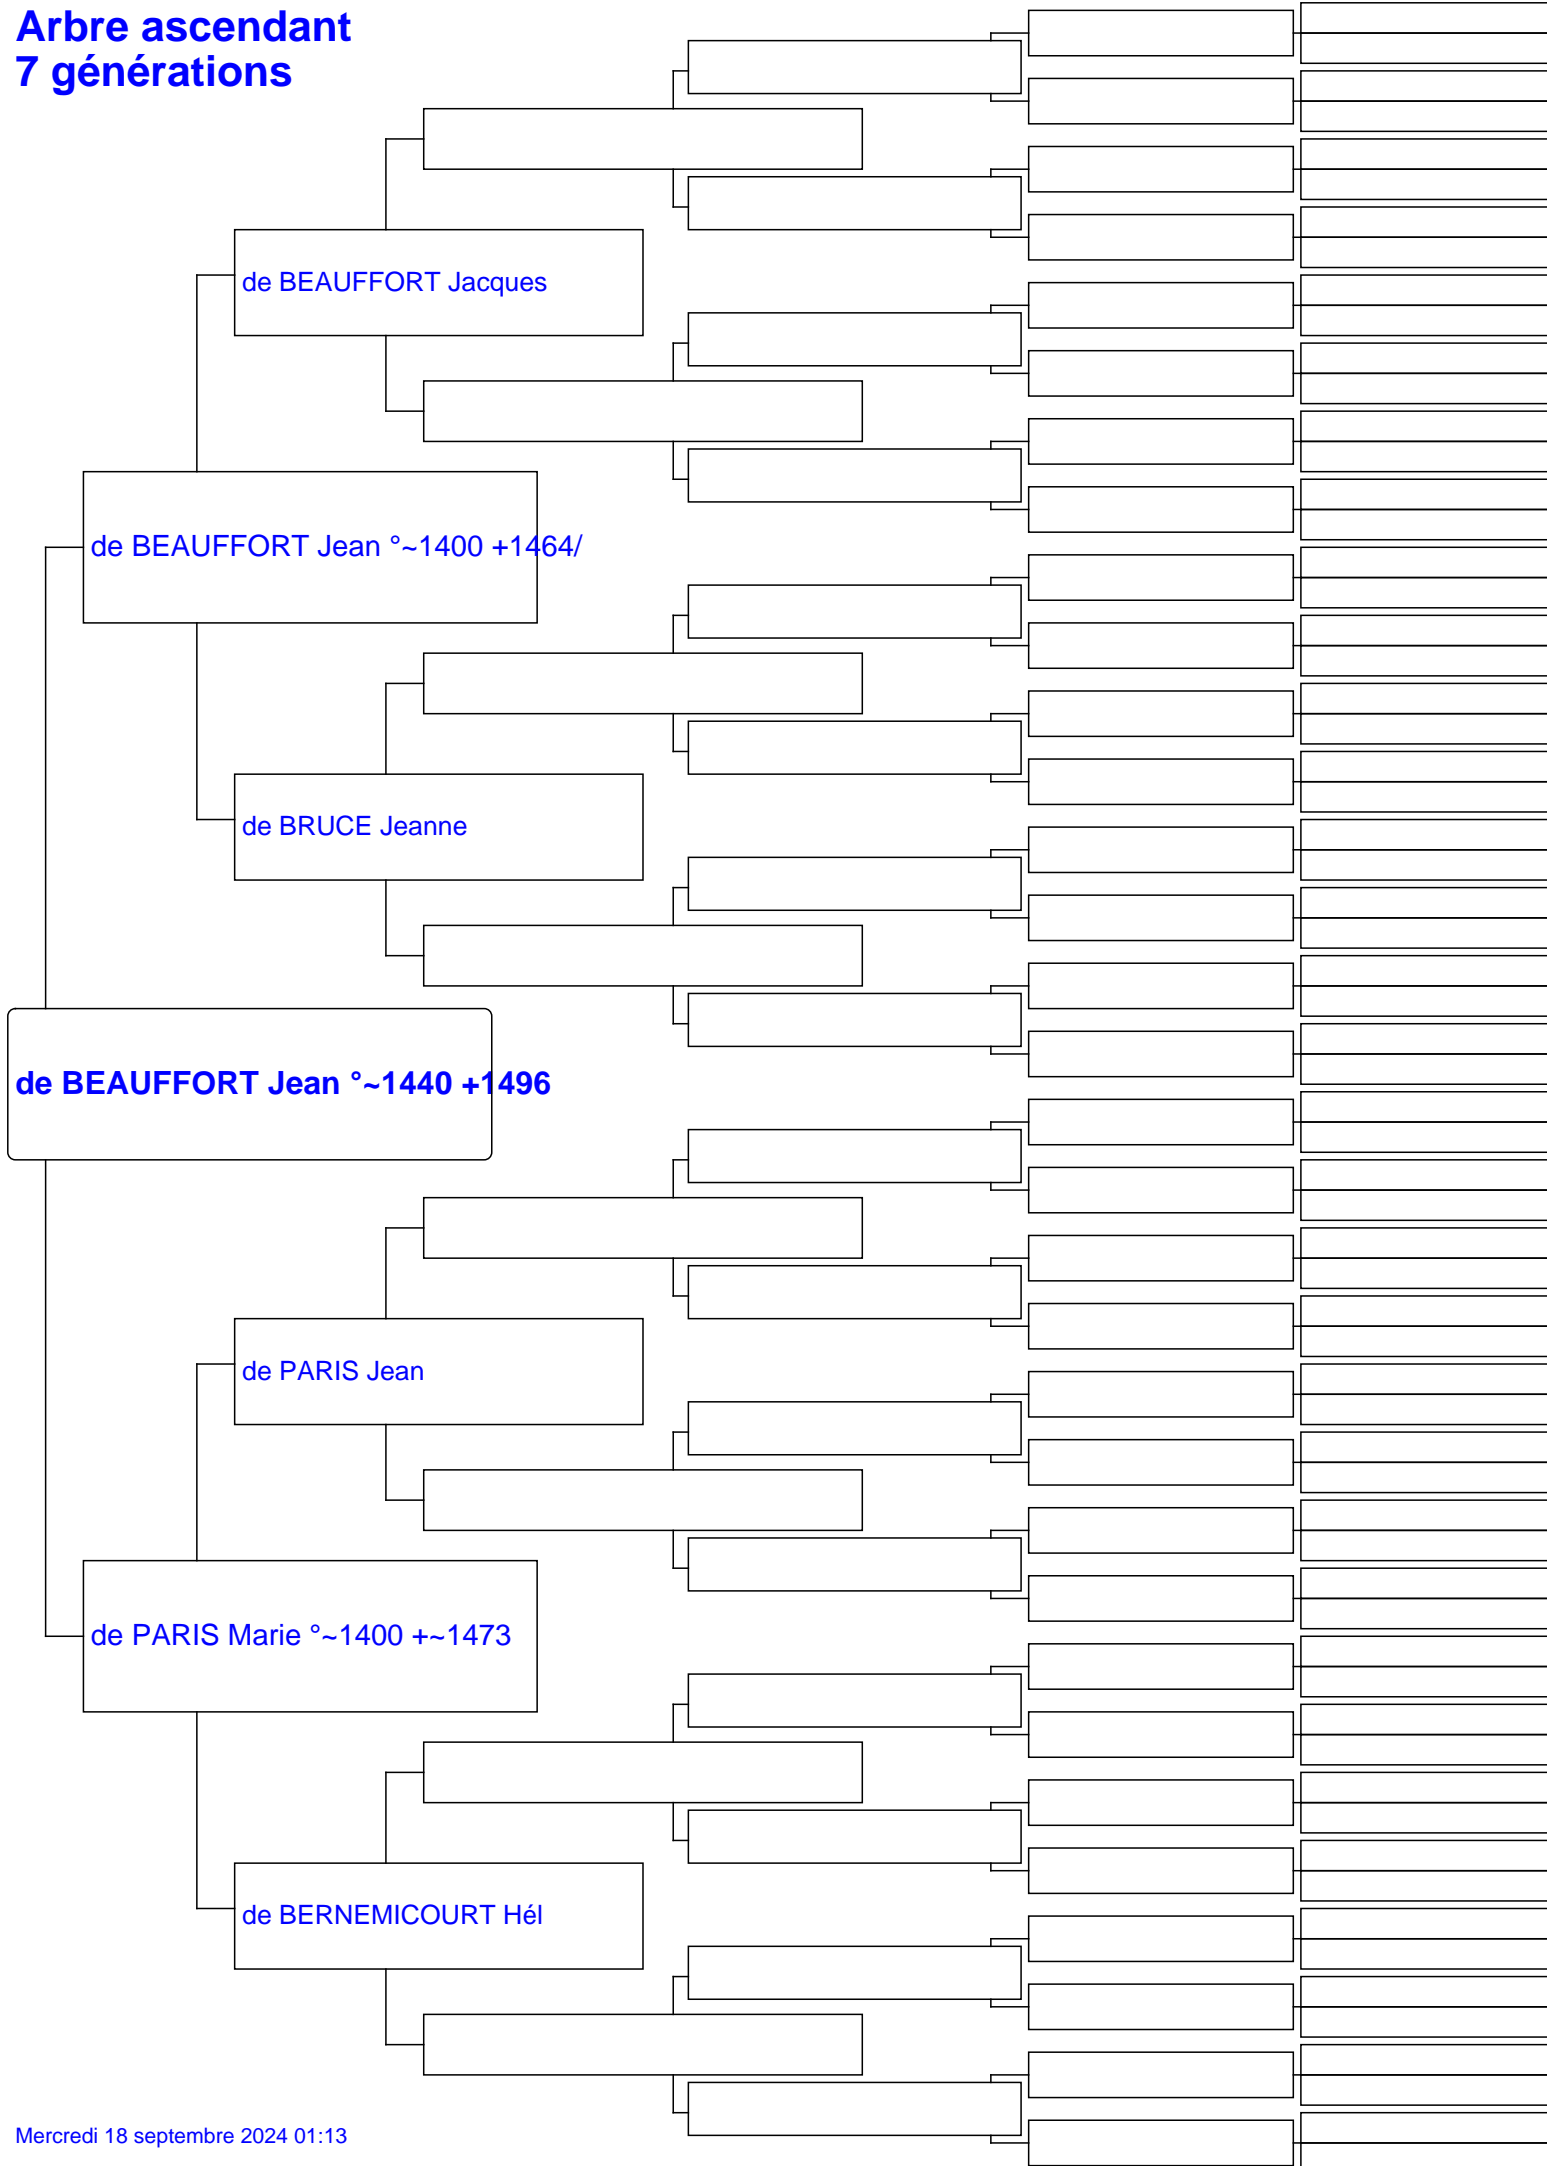 Arbre ascendant
7 générations
de BEAUFFORT Jacques
de BEAUFFORT Jean °~1400 +1464/
de BRUCE Jeanne
de BEAUFFORT Jean °~1440 +1496
de PARIS Jean
de PARIS Marie °~1400 +~1473
de BERNEMICOURT Hél
Mercredi 18 septembre 2024 01:13